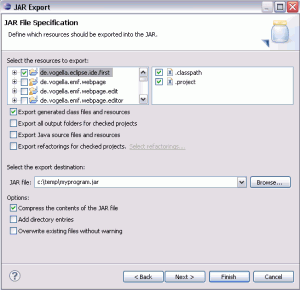 JAR Export
JAR File Specification
Define which resources should be exported into the JAR.
Select the resources to export:
de.vogella.eclipse.ide.first
de.vogella.emf.webpage
de.vogella.emf.webpage.edit
de.vogella.emf.webpage.editor
.classpath
.project
Export generated class files and resources
Export all output folders for checked projects
Export Java source files and resources
Export refactorings for checked projects. Select refactorings...
Select the export destination:
JAR file: c:\temp\myprogram.jar Browse...
Options:
Compress the contents of the JAR file
Add directory entries
Overwrite existing files without warning
< Back Next > Finish Cancel